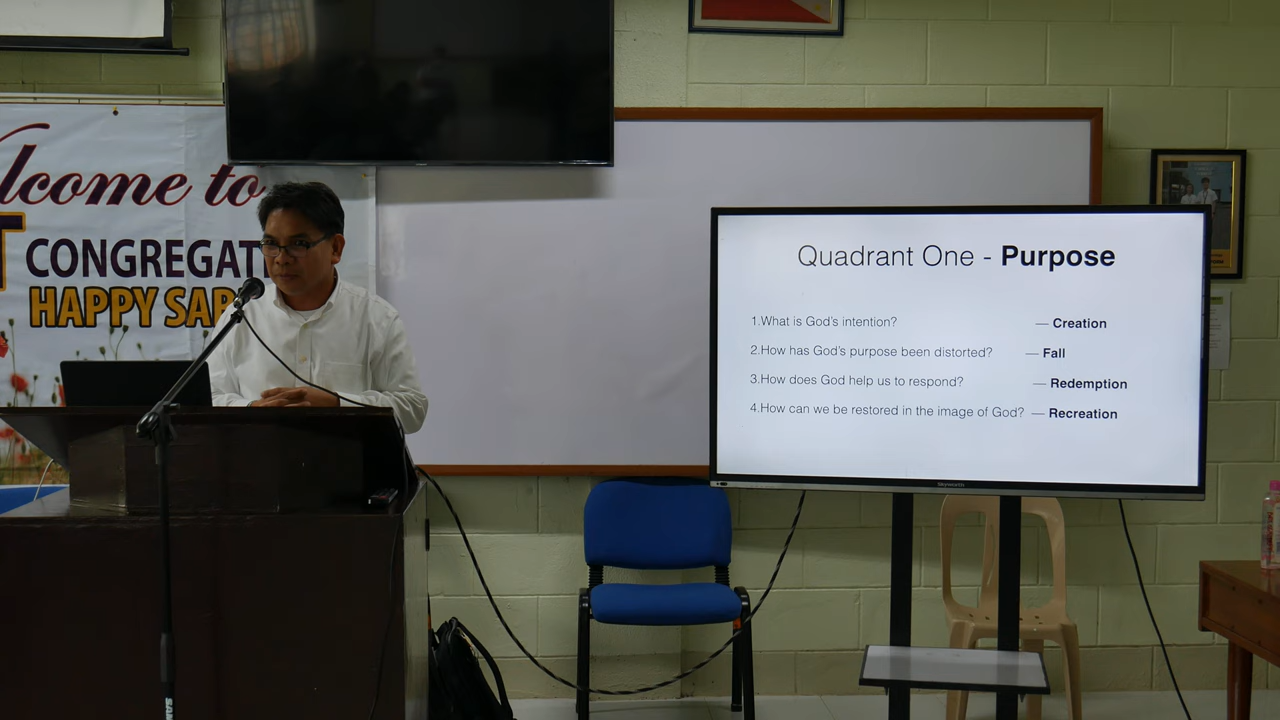 lcome to
CONGREGAT
HAPPY SAB
Quadrant One - Purpose
1.What is God's intention? — Creation
2.How has God's purpose been distorted? — Fall
3.How does God help us to respond? — Redemption
4.How can we be restored in the image of God? — Recreation
Skyworth
SAM